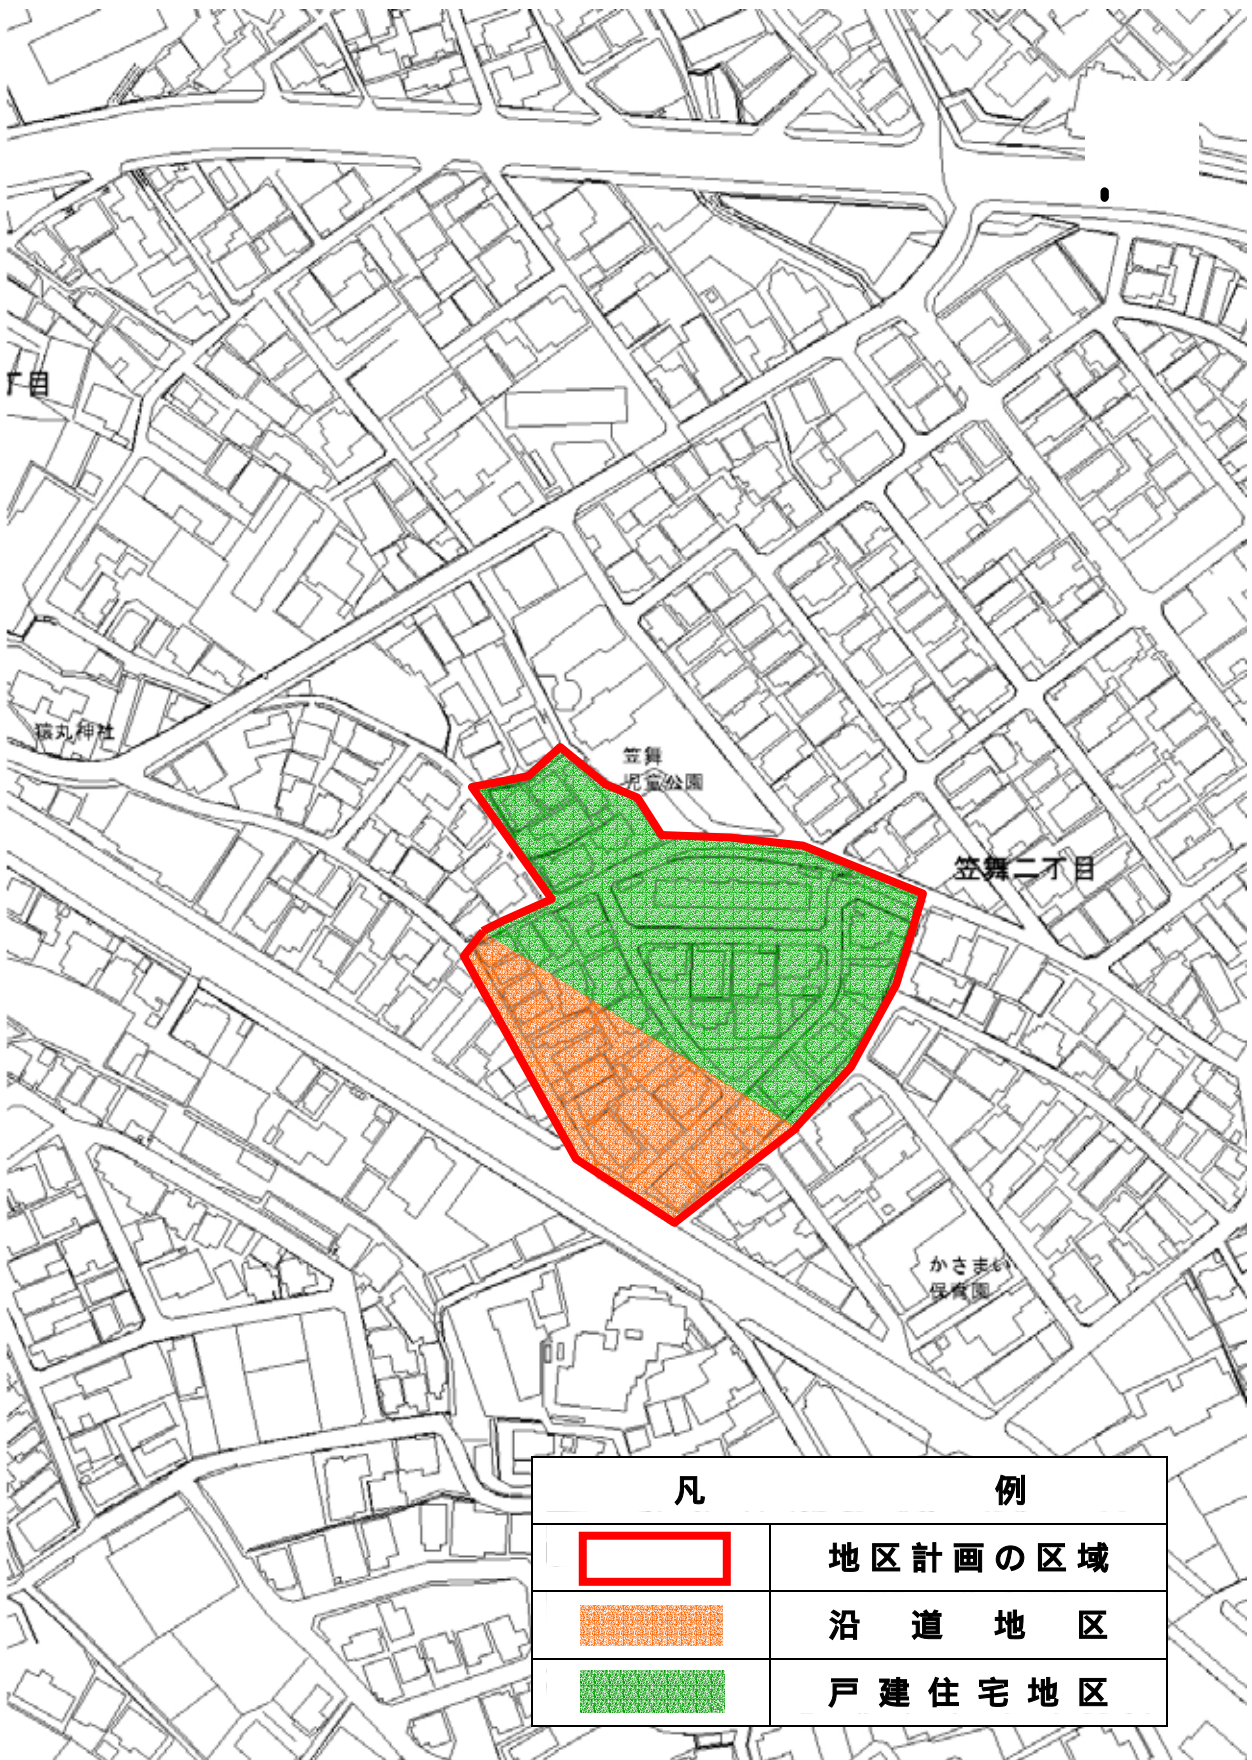 丁目
猿丸神社
笠舞
児童公園
笠舞二丁目
かさまい
保育園
凡例
地区計画の区域
沿道地区
戸建住宅地区